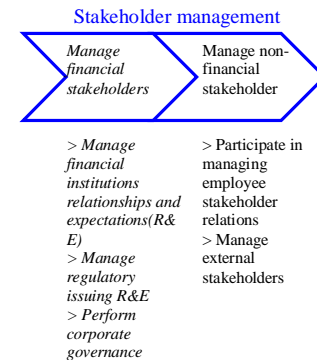 Stakeholder management
Manage
financial
stakeholders
Manage non-
financial
stakeholder
> Manage
financial
institutions
relationships and
expectations(R&
E)
> Manage
regulatory
issuing R&E
> Perform
corporate
governance
> Participate in
managing
employee
stakeholder
relations
> Manage
external
stakeholders